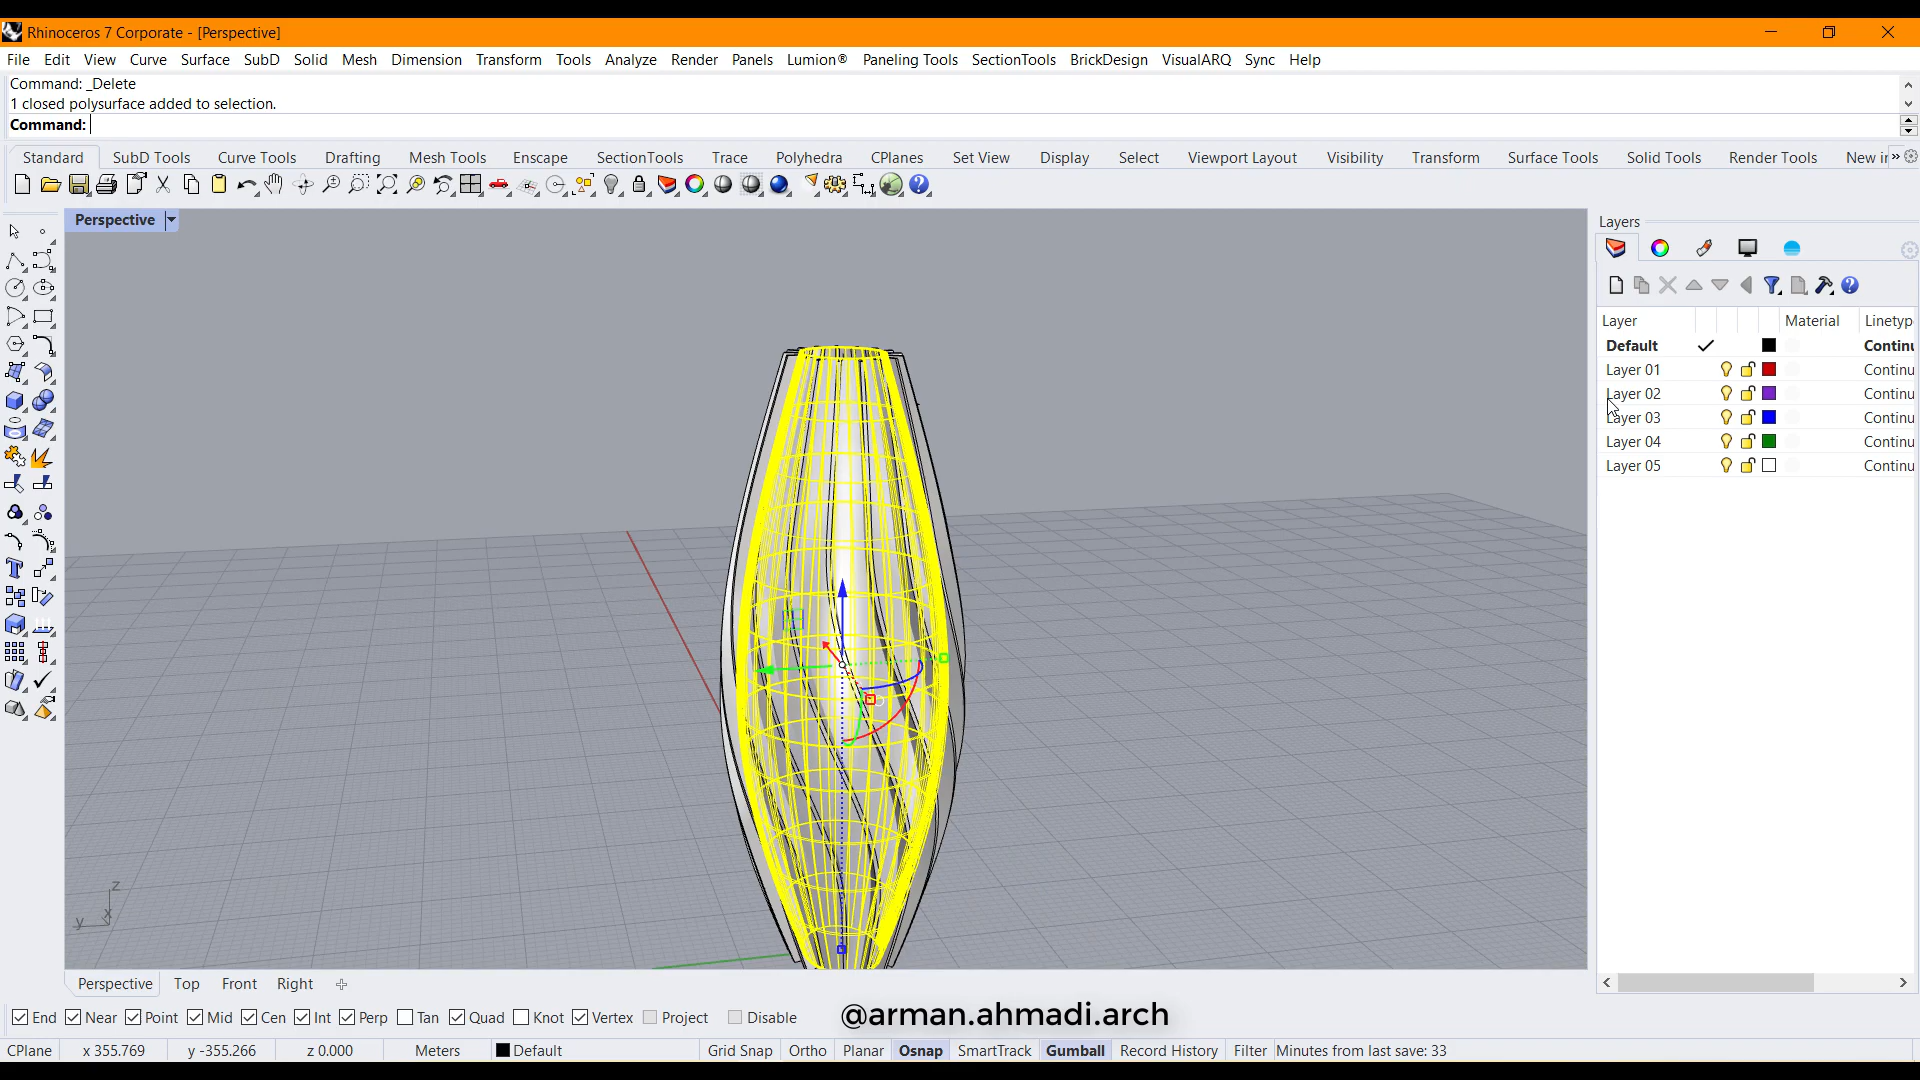 Rhinoceros 7 Corporate - [Perspective]
File Edit View Curve Surface SubD Solid Mesh Dimension Transform Tools Analyze Render Panels Lumion® Paneling Tools SectionTools BrickDesign VisualARQ Sync Help
Command: _Delete
1 closed polysurface added to selection.
Command:
Standard SubD Tools Curve Tools Drafting Mesh Tools Enscape SectionTools Trace Polyhedra CPlanes Set View Display Select Viewport Layout Visibility Transform Surface Tools Solid Tools Render Tools New in
Perspective
Layers
Layer Material Linetyp
Default Continu
Layer 01 Continu
Layer 02 Continu
Layer 03 Continu
Layer 04 Continu
Layer 05 Continu
z
y x
Perspective Top Front Right
End Near Point Mid Cen Int Perp Tan Quad Knot Vertex Project Disable
@arman.ahmadi.arch
CPlane x 355.769 y -355.266 z 0.000 Meters Default Grid Snap Ortho Planar Osnap SmartTrack Gumball Record History Filter Minutes from last save: 33